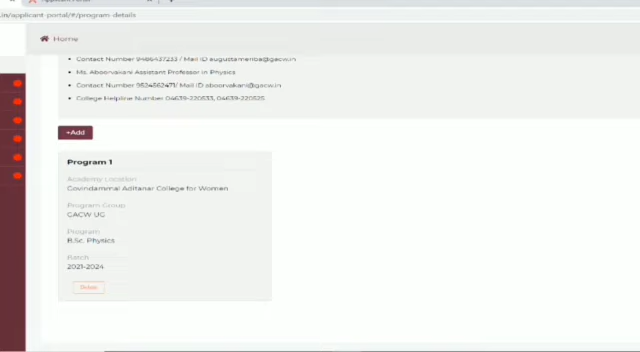 .in/applicant-portal/#/program-details
Home
Contact Number 9486437233 / Mail ID augustameriba@gacw.in
Ms. Aboorvakani Assistant Professor in Physics
Contact Number 9524562471/ Mail ID aboorvakani@gacw.in
College Helpline Number 04639-220533, 04639-220525
+Add
Program 1
Academy Location
Govindammal Aditanar College for Women
Program Group
GACW UG
Program
B.Sc. Physics
Batch
2021-2024
Delete